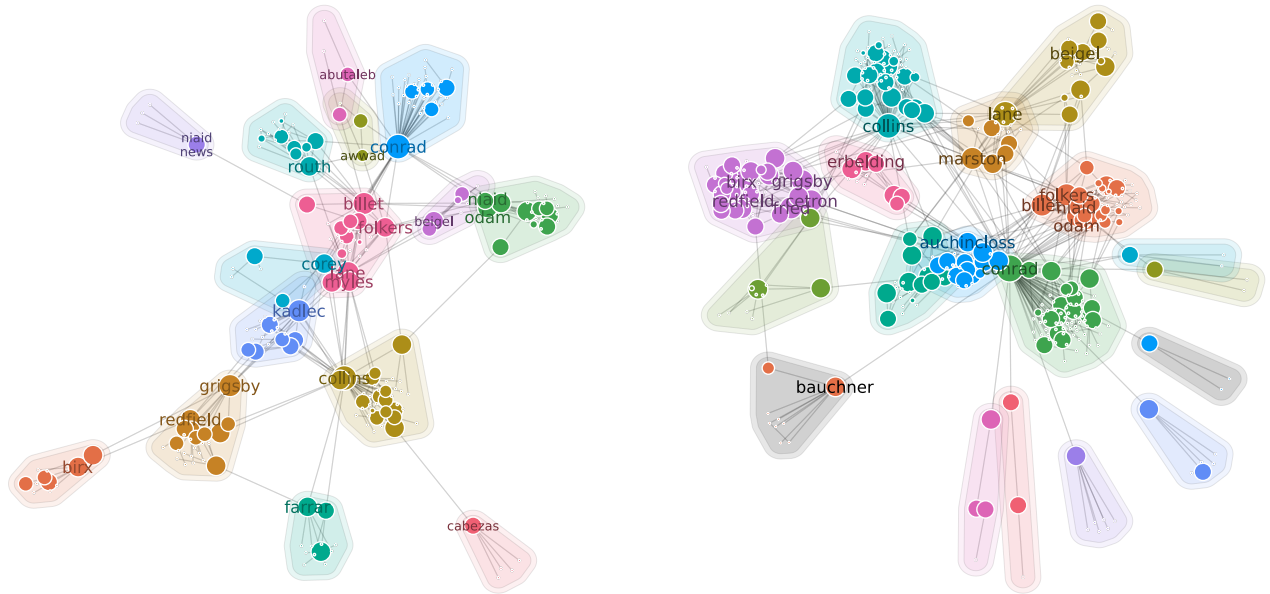 abutaleb
niaid
news
awwad
conrad
routh
billet
niaid
odam
beigel
folkers
corey
lane
myles
kadlec
collins
grigsby
redfield
birx
farrar
cabezas
beigel
collins
lane
erbelding
marston
birx
grigsby
redfield
cetron
fried
folkers
billet
niaid
odam
auchincloss
conrad
bauchner